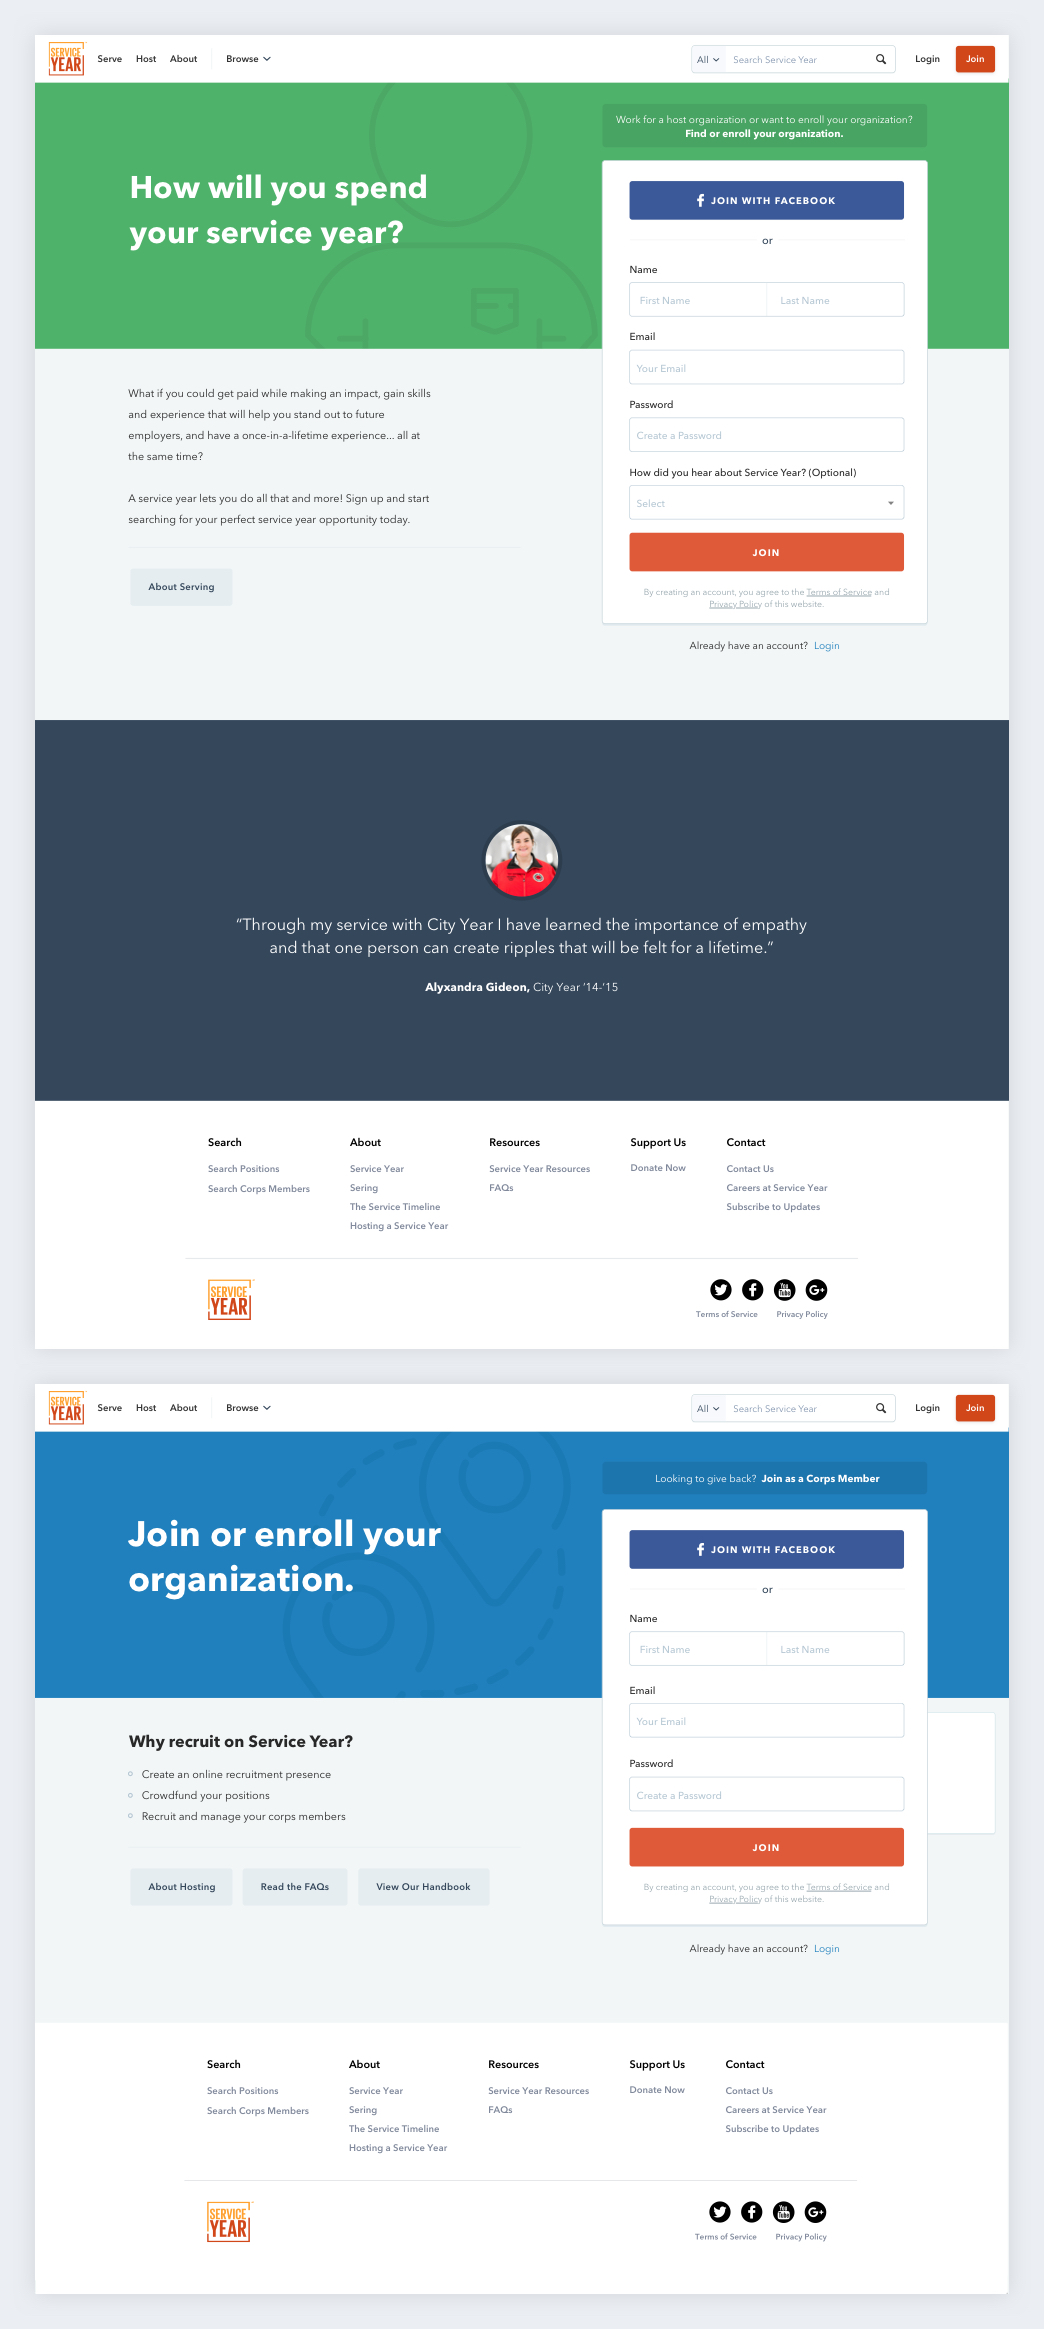 SERVICE
YEAR
Serve
Host
About
Browse
All
Search Service Year
Login
Join
How will you spend
your service year?
Work for a host organization or want to enroll your organization?
Find or enroll your organization.
JOIN WITH FACEBOOK
or
Name
First Name
Last Name
Email
Your Email
Password
Create a Password
How did you hear about Service Year? (Optional)
Select
JOIN
By creating an account, you agree to the Terms of Service and
Privacy Policy of this website.
Already have an account? Login
What if you could get paid while making an impact, gain skills
and experience that will help you stand out to future
employers, and have a once-in-a-lifetime experience... all at
the same time?
A service year lets you do all that and more! Sign up and start
searching for your perfect service year opportunity today.
About Serving
“Through my service with City Year I have learned the importance of empathy
and that one person can create ripples that will be felt for a lifetime.”
Alyxandra Gideon, City Year ’14-’15
Search
Search Positions
Search Corps Members
About
Service Year
Sering
The Service Timeline
Hosting a Service Year
Resources
Service Year Resources
FAQs
Support Us
Donate Now
Contact
Contact Us
Careers at Service Year
Subscribe to Updates
SERVICE
YEAR
You
Tube
G+
Terms of Service
Privacy Policy
SERVICE
YEAR
Serve
Host
About
Browse
All
Search Service Year
Login
Join
Join or enroll your
organization.
Looking to give back? Join as a Corps Member
JOIN WITH FACEBOOK
or
Name
First Name
Last Name
Email
Your Email
Password
Create a Password
JOIN
By creating an account, you agree to the Terms of Service and
Privacy Policy of this website.
Already have an account? Login
Why recruit on Service Year?
Create an online recruitment presence
Crowdfund your positions
Recruit and manage your corps members
About Hosting
Read the FAQs
View Our Handbook
Search
Search Positions
Search Corps Members
About
Service Year
Sering
The Service Timeline
Hosting a Service Year
Resources
Service Year Resources
FAQs
Support Us
Donate Now
Contact
Contact Us
Careers at Service Year
Subscribe to Updates
SERVICE
YEAR
You
Tube
G+
Terms of Service
Privacy Policy